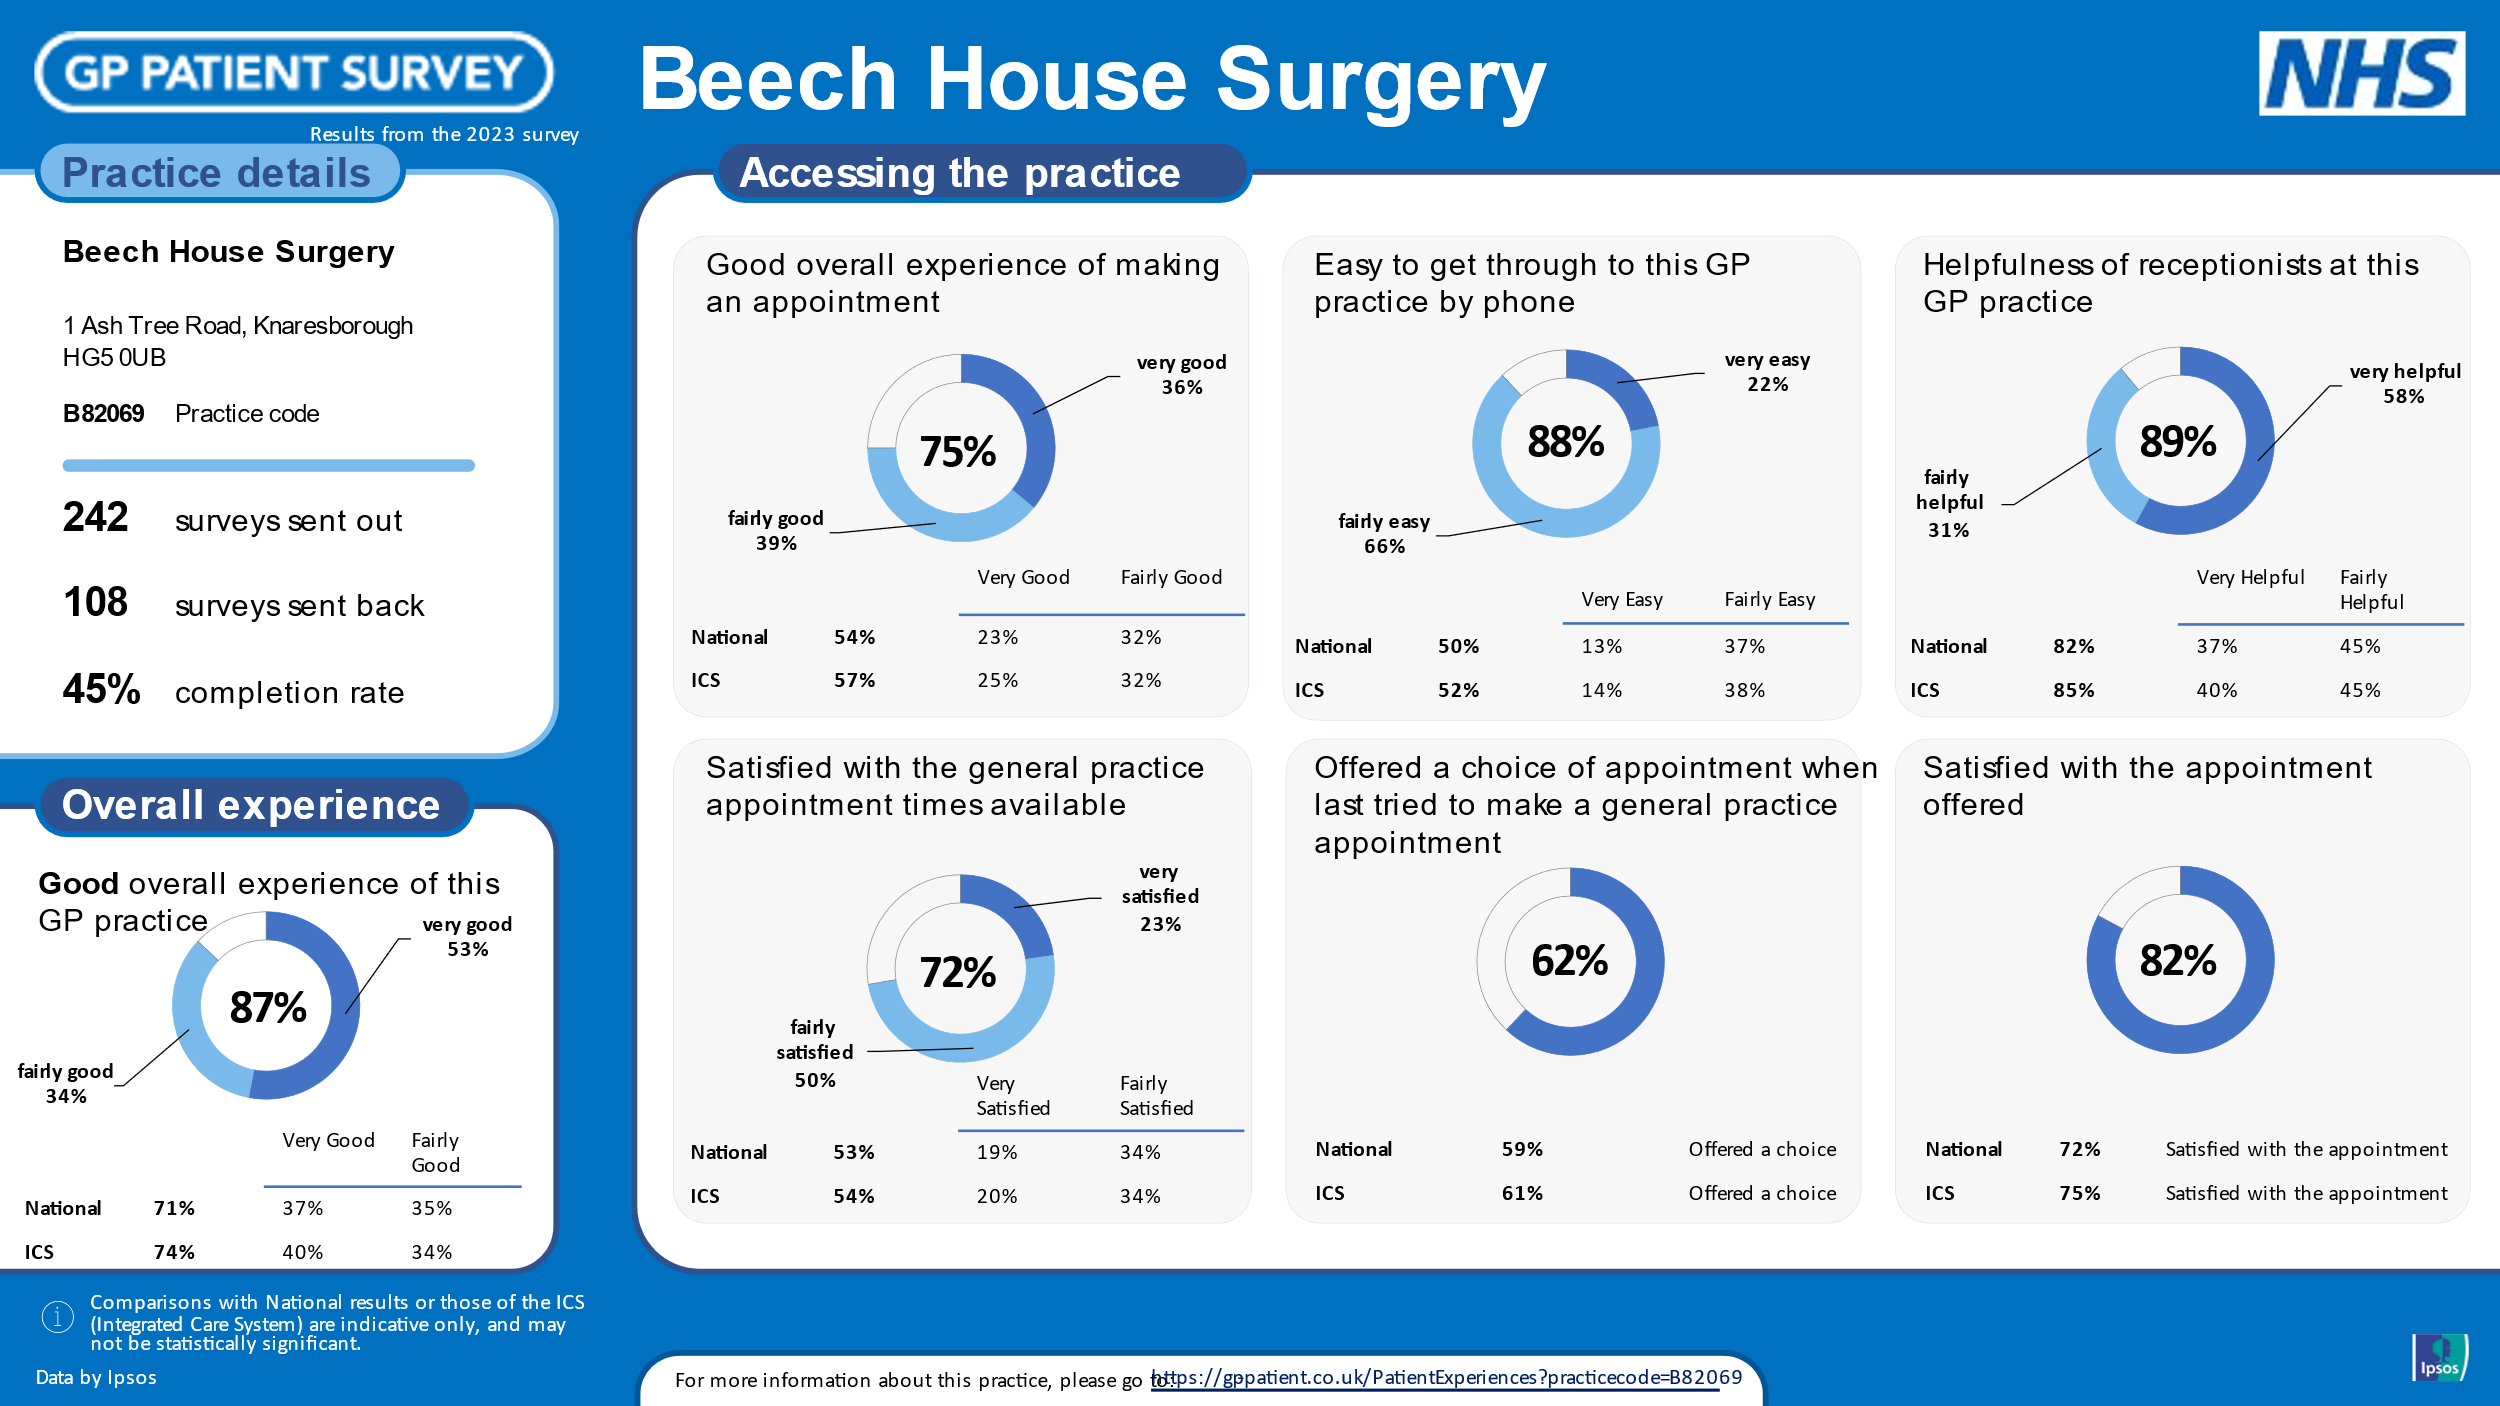 GP PATIENT SURVEY
Results from the 2023 survey
Beech House Surgery
NHS
Practice details
Beech House Surgery
1 Ash Tree Road, Knaresborough
HG5 0UB
B82069 Practice code
242 surveys sent out
108 surveys sent back
45% completion rate
Overall experience
Good overall experience of this
GP practice
very good
53%
87%
fairly good
34%
Very Good Fairly
Good
National 71% 37% 35%
ICS 74% 40% 34%
Accessing the practice
Good overall experience of making
an appointment
very good
36%
75%
fairly good
39%
Very Good Fairly Good
National 54% 23% 32%
ICS 57% 25% 32%
Easy to get through to this GP
practice by phone
very easy
22%
88%
fairly easy
66%
Very Easy Fairly Easy
National 50% 13% 37%
ICS 52% 14% 38%
Helpfulness of receptionists at this
GP practice
very helpful
58%
89%
fairly
helpful
31%
Very Helpful Fairly
Helpful
National 82% 37% 45%
ICS 85% 40% 45%
Satisfied with the general practice
appointment times available
very
satisfied
23%
72%
fairly
satisfied
50%
Very Fairly
Satisfied Satisfied
National 53% 19% 34%
ICS 54% 20% 34%
Offered a choice of appointment when
last tried to make a general practice
appointment
62%
National 59% Offered a choice
ICS 61% Offered a choice
Satisfied with the appointment
offered
82%
National 72% Satisfied with the appointment
ICS 75% Satisfied with the appointment
Comparisons with National results or those of the ICS
(Integrated Care System) are indicative only, and may
not be statistically significant.
Data by Ipsos
For more information about this practice, please go to: https://gp-patient.co.uk/PatientExperiences?practicecode=B82069
Ipsos